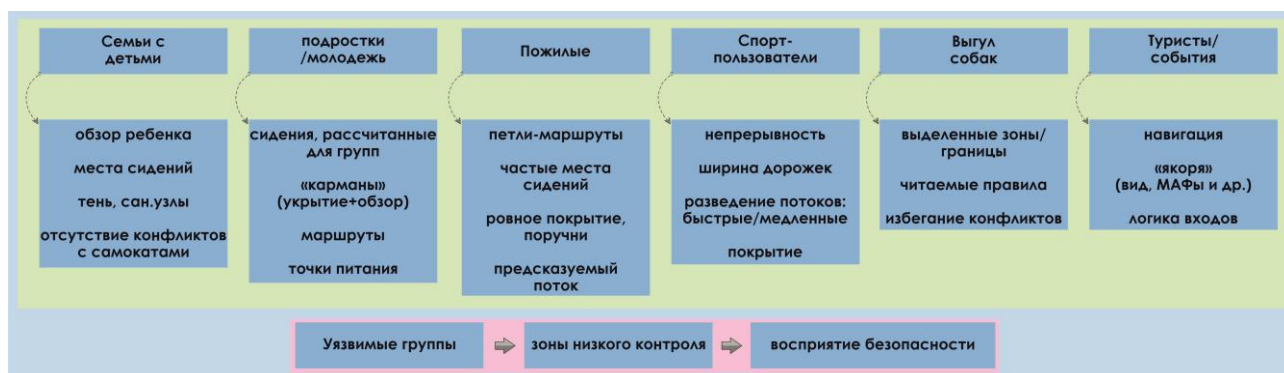 Семьи с
детьми
подростки
/молодежь
Пожилые
Спорт-
пользователи
Выгул
собак
Туристы/
события
обзор ребенка
места сидений
тень, сан.узлы
отсутствие конфликтов
с самокатами
сидения, рассчитанные
для групп
«карманы»
(укрытие+обзор)
маршруты
точки питания
петли-маршруты
частые места
сидений
ровное покрытие,
поручни
предсказуемый
поток
непрерывность
ширина дорожек
разведение потоков:
быстрые/медленные
покрытие
выделенные зоны/
границы
читаемые правила
избегание конфликтов
навигация
«якоря»
(вид, МАФы и др.)
логика входов
Уязвимые группы
зоны низкого контроля
восприятие безопасности